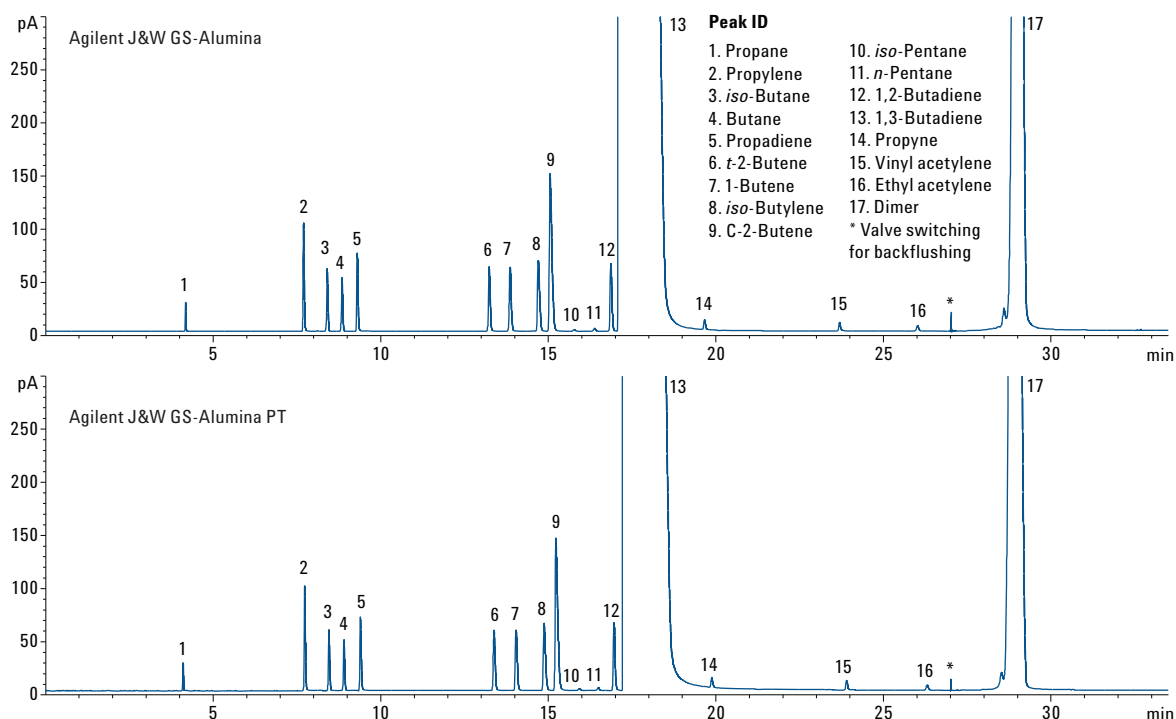 pA
Agilent J&W GS-Alumina
250
200
150
100
50
0
1
2
3
4
5
6
7
8
9
10
11
12
13
14
15
16
*
17
5
10
15
20
25
30
min
Peak ID
1. Propane
2. Propylene
3. iso-Butane
4. Butane
5. Propadiene
6. t-2-Butene
7. 1-Butene
8. iso-Butylene
9. C-2-Butene
10. iso-Pentane
11. n-Pentane
12. 1,2-Butadiene
13. 1,3-Butadiene
14. Propyne
15. Vinyl acetylene
16. Ethyl acetylene
17. Dimer
* Valve switching
for backflushing
pA
Agilent J&W GS-Alumina PT
250
200
150
100
50
0
1
2
3
4
5
6
7
8
9
10
11
12
13
14
15
16
*
17
5
10
15
20
25
30
min